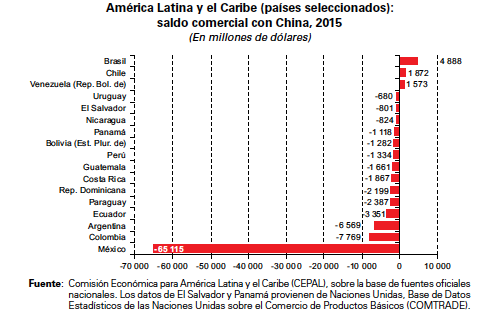 América Latina y el Caribe (países seleccionados):
saldo comercial con China, 2015
(En millones de dólares)
Brasil 4 888
Chile 1 872
Venezuela (Rep. Bol. de) 1 573
Uruguay -680
El Salvador -801
Nicaragua -824
Panamá -1 118
Bolivia (Est. Plur. de) -1 282
Perú -1 334
Guatemala -1 661
Costa Rica -1 867
Rep. Dominicana -2 199
Paraguay -2 387
Ecuador -3 351
Argentina -6 569
Colombia -7 769
México -65 115
-70 000 -60 000 -50 000 -40 000 -30 000 -20 000 -10 000 0 10 000
Fuente: Comisión Económica para América Latina y el Caribe (CEPAL), sobre la base de fuentes oficiales
nacionales. Los datos de El Salvador y Panamá provienen de Naciones Unidas, Base de Datos
Estadísticos de las Naciones Unidas sobre el Comercio de Productos Básicos (COMTRADE).